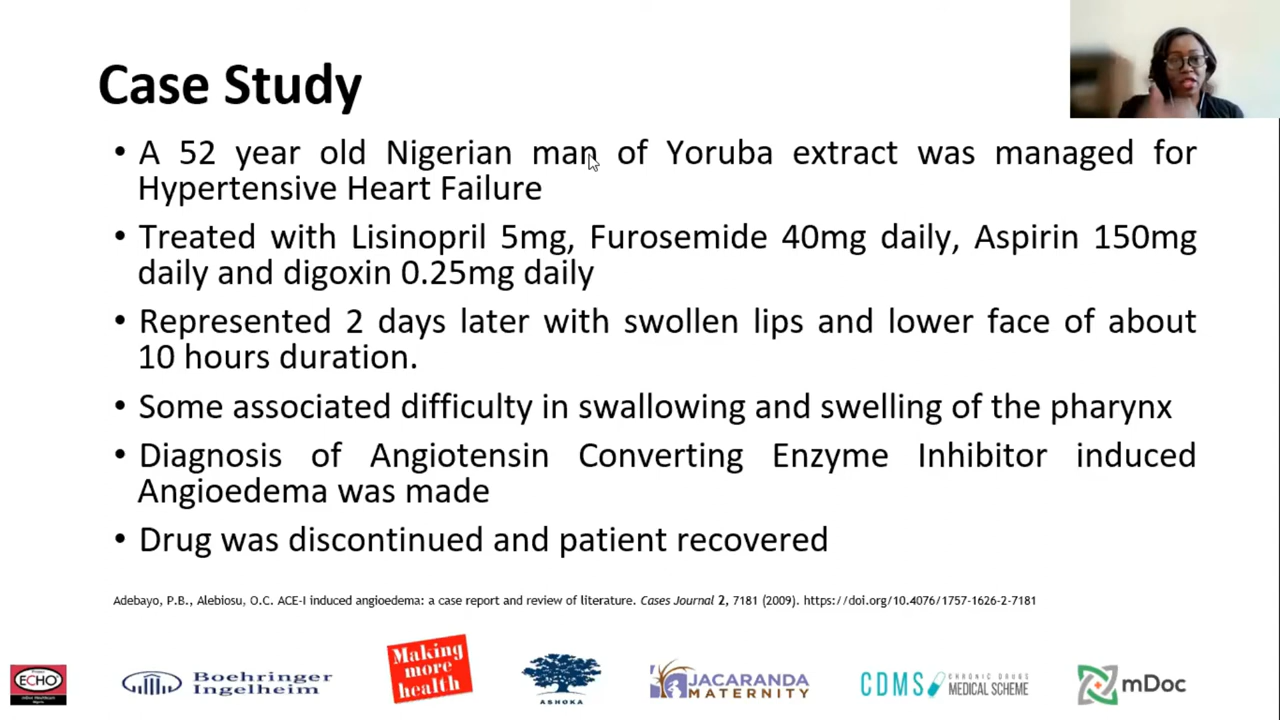 Case Study
• A 52 year old Nigerian man of Yoruba extract was managed for
Hypertensive Heart Failure
• Treated with Lisinopril 5mg, Furosemide 40mg daily, Aspirin 150mg
daily and digoxin 0.25mg daily
• Represented 2 days later with swollen lips and lower face of about
10 hours duration.
• Some associated difficulty in swallowing and swelling of the pharynx
• Diagnosis of Angiotensin Converting Enzyme Inhibitor induced
Angioedema was made
• Drug was discontinued and patient recovered
Adebayo, P.B., Alebiosu, O.C. ACE-I induced angioedema: a case report and review of literature. Cases Journal 2, 7181 (2009). https://doi.org/10.4076/1757-1626-2-7181
ECHO
Boehringer
Ingelheim
Making
more
health
ASHOKA
JACARANDA
MATERNITY
CDMS
CHRONIC DRUGS
MEDICAL SCHEME
mDoc